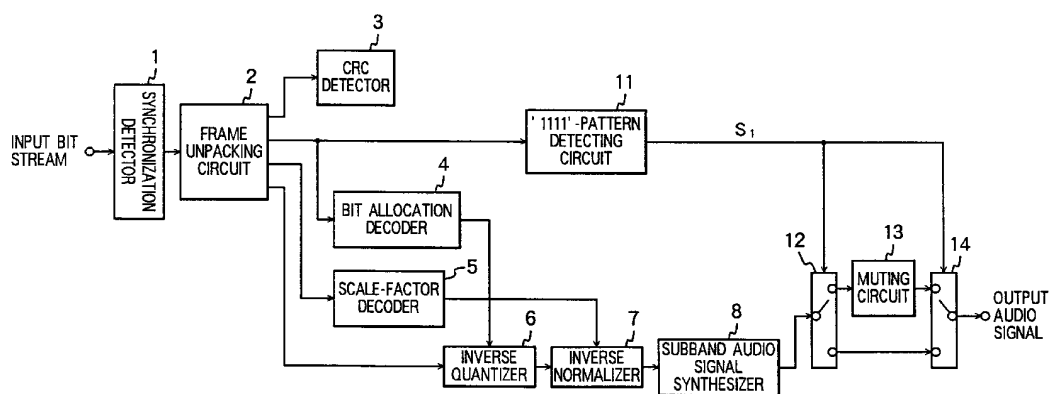 1
SYNCHRONIZATION
DETECTOR
INPUT BIT
STREAM
2
FRAME
UNPACKING
CIRCUIT
3
CRC
DETECTOR
4
BIT ALLOCATION
DECODER
5
SCALE-FACTOR
DECODER
6
INVERSE
QUANTIZER
7
INVERSE
NORMALIZER
8
SUBBAND AUDIO
SIGNAL
SYNTHESIZER
11
' 1111' -PATTERN
DETECTING
CIRCUIT
S1
12
13
MUTING
CIRCUIT
14
OUTPUT
AUDIO
SIGNAL